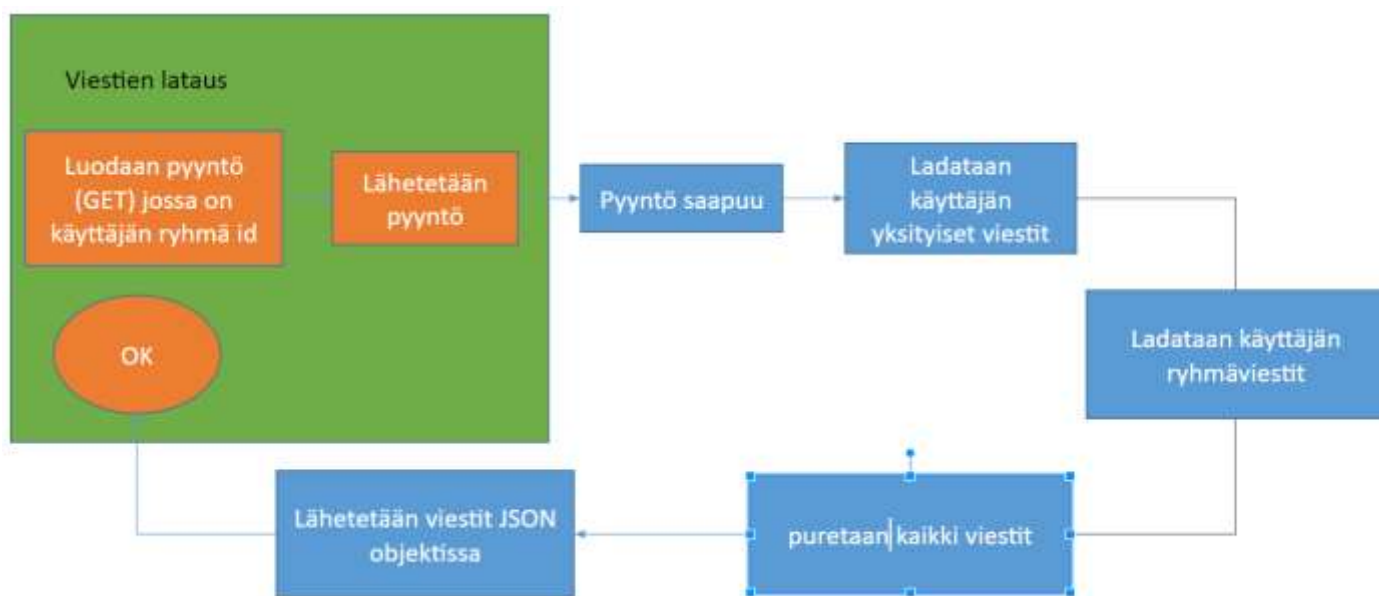 Viestien lataus
Luodaan pyyntö
(GET) jossa on
käyttäjän ryhmä id
Lähetetään
pyyntö
Pyyntö saapuu
Ladataan
käyttäjän
yksityiset viestit
Ladataan käyttäjän
ryhmäviestit
OK
puretaan kaikki viestit
Lähetetään viestit JSON
objektissa